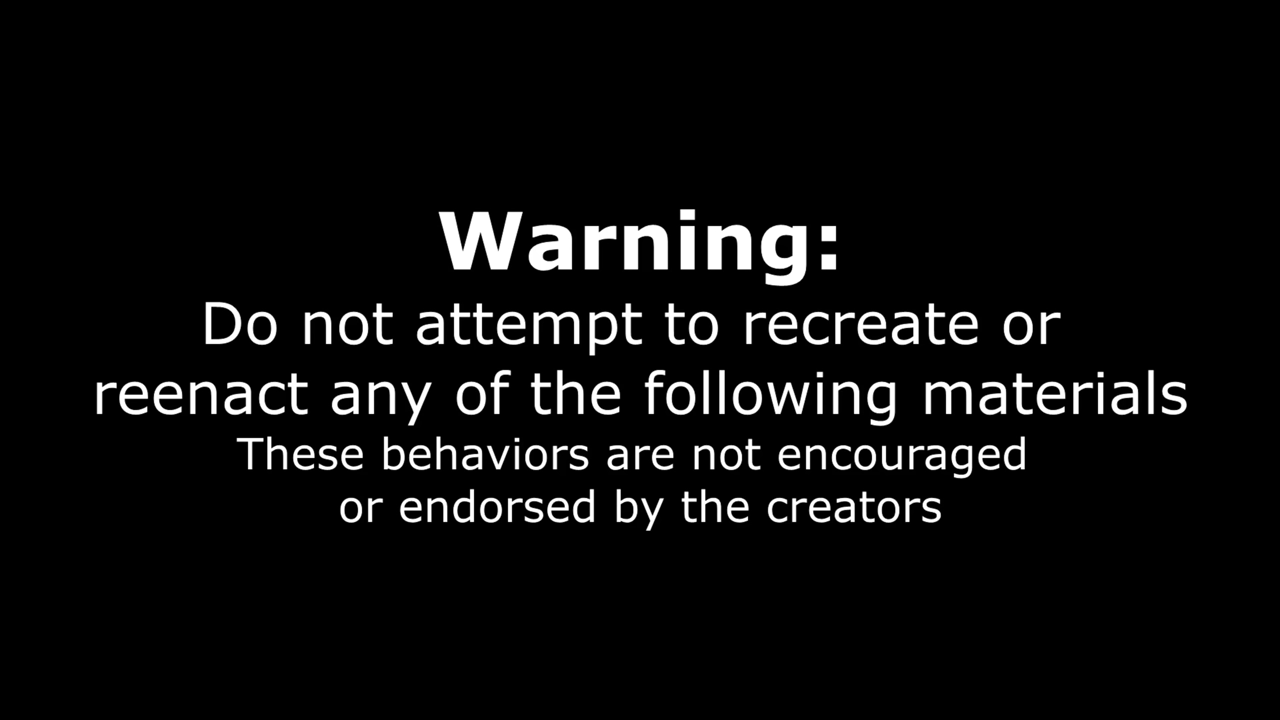 Warning:
Do not attempt to recreate or
reenact any of the following materials
These behaviors are not encouraged
or endorsed by the creators